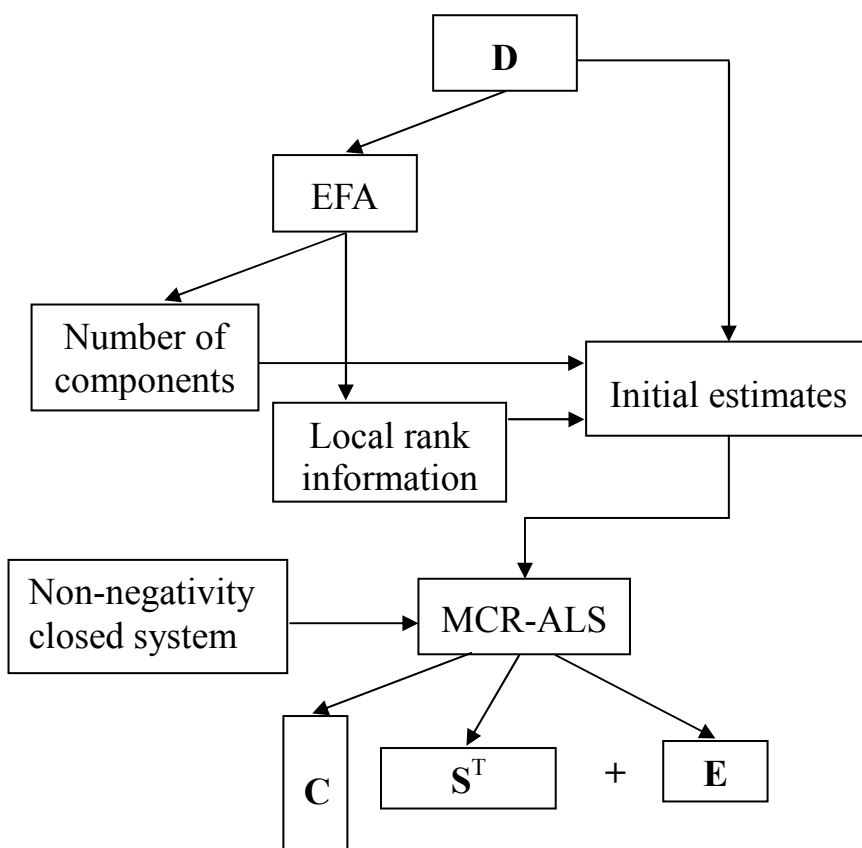 D
EFA
Number of
components
Initial estimates
Local rank
information
Non-negativity
closed system
MCR-ALS
C
S^T
+
E